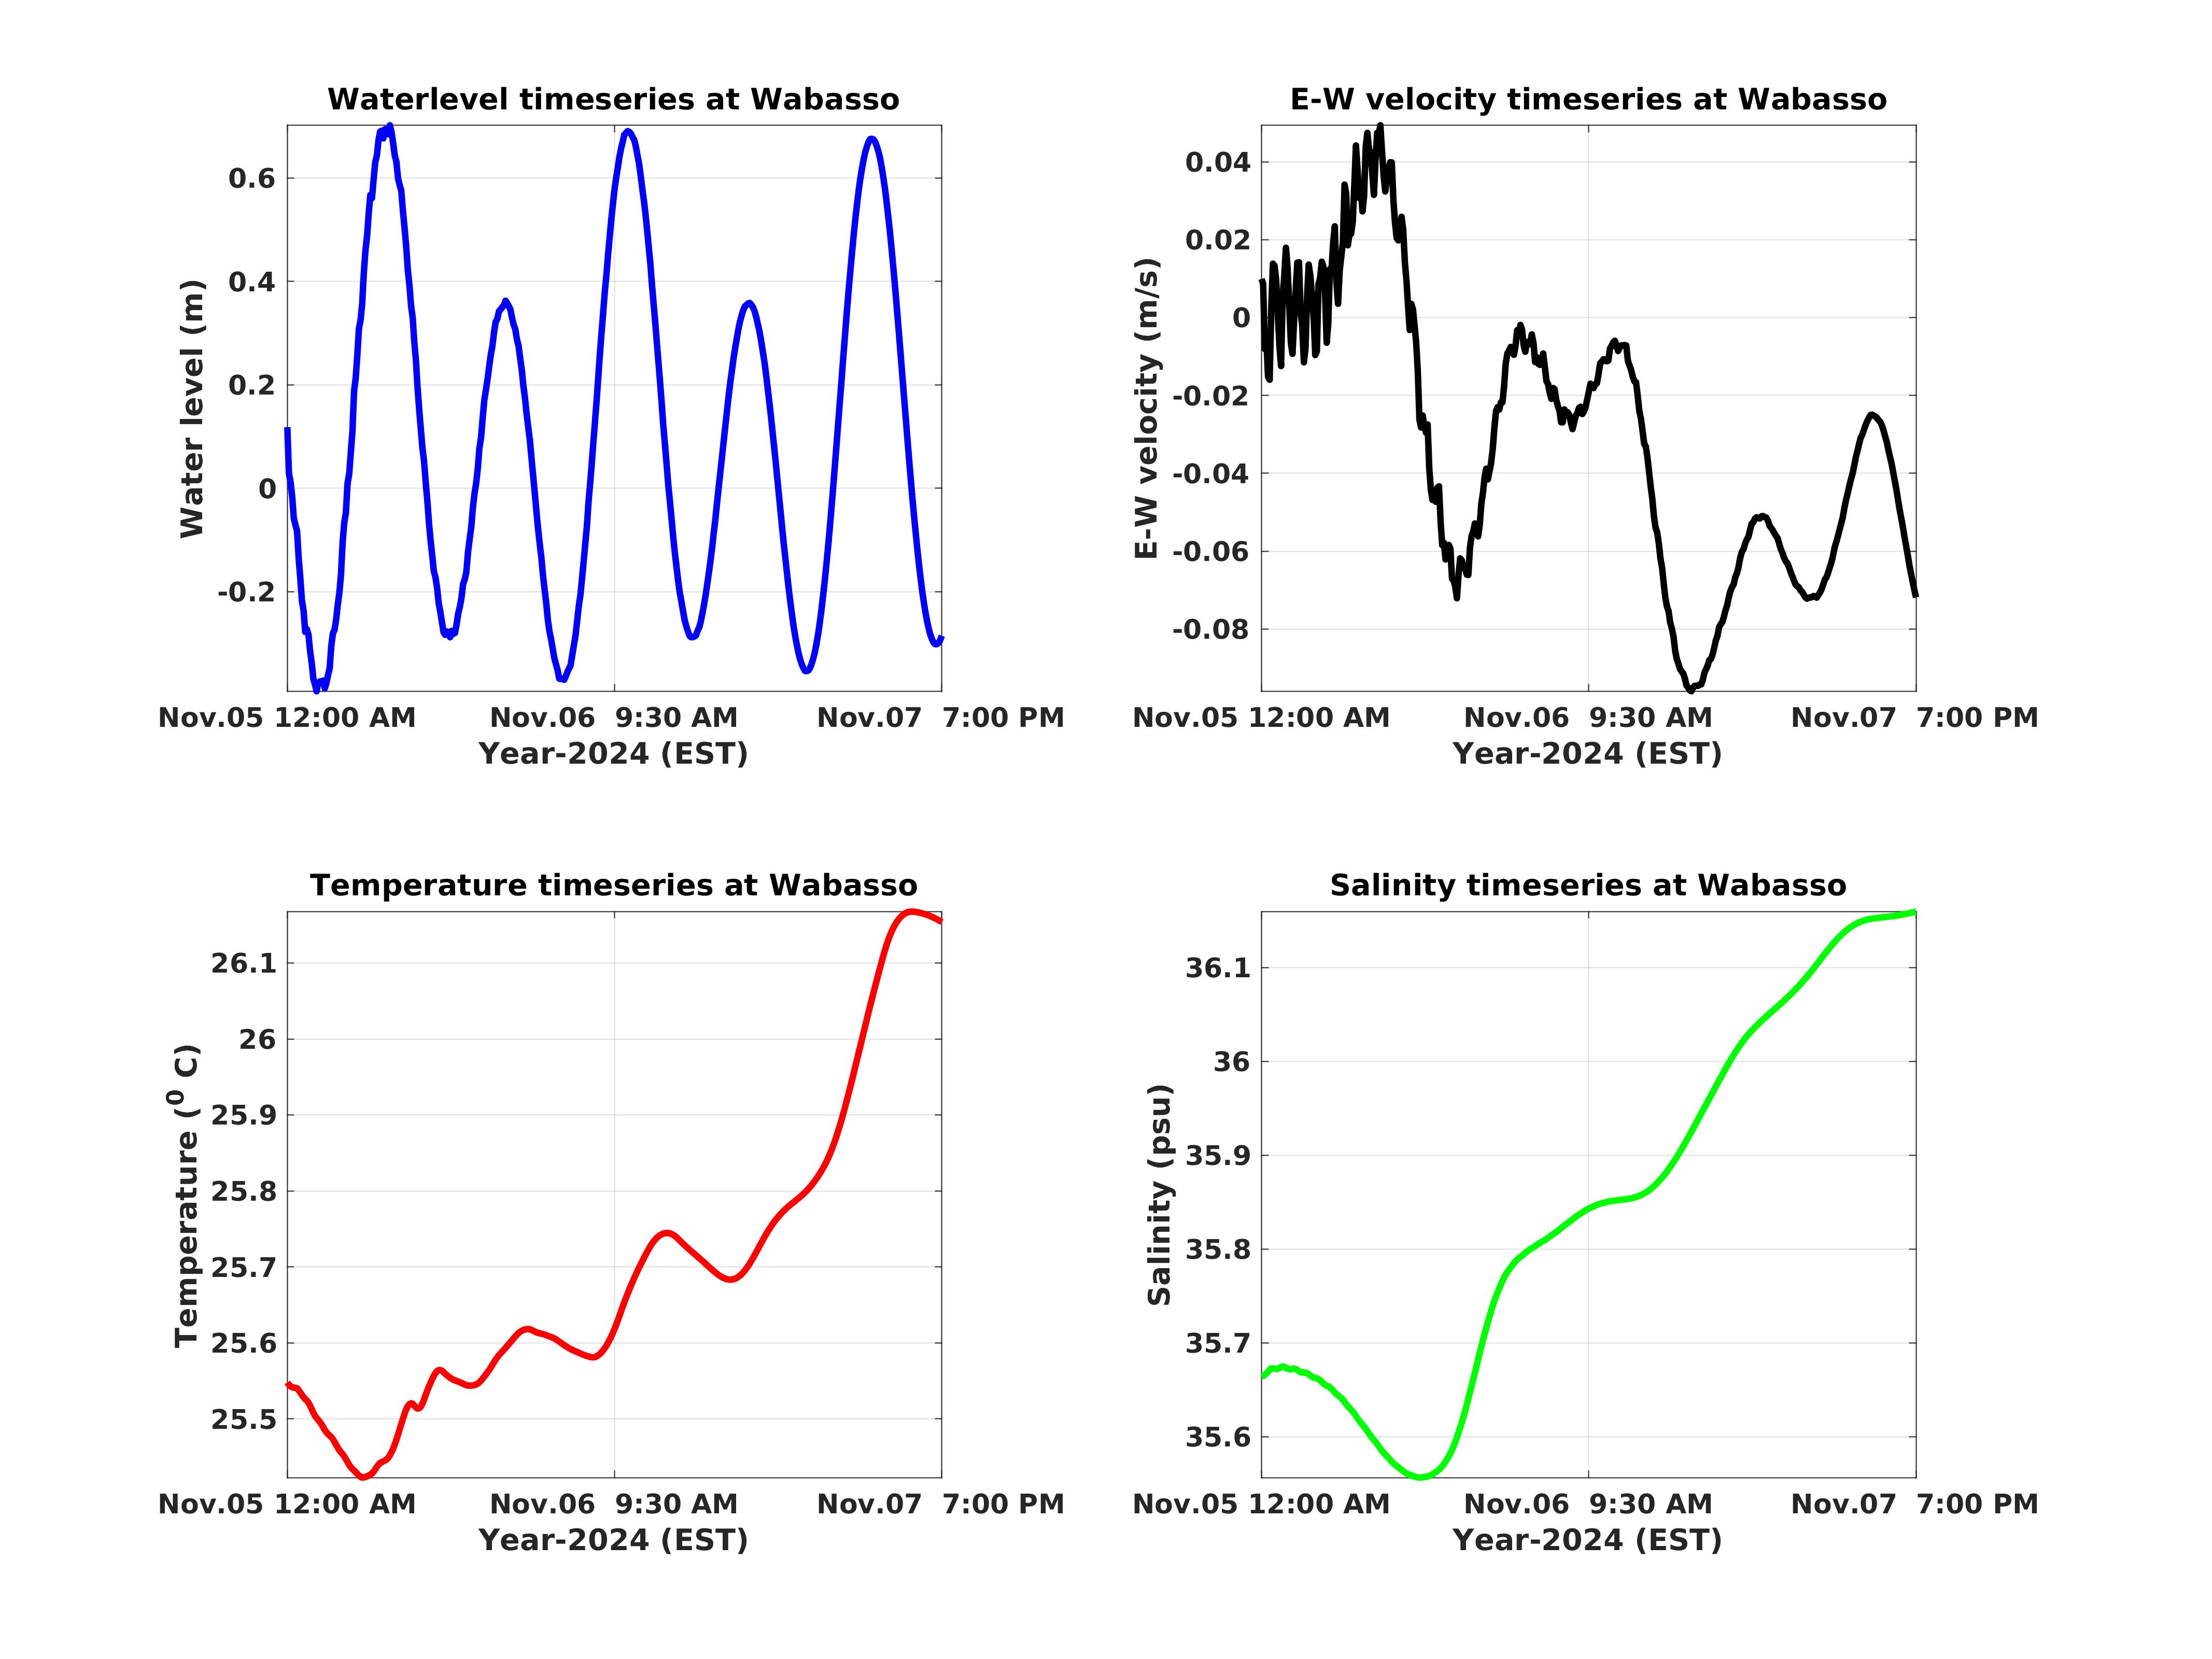 Waterlevel timeseries at Wabasso
Water level (m)
0.6
0.4
0.2
0
-0.2
Nov.05 12:00 AM Nov.06 9:30 AM Nov.07 7:00 PM
Year-2024 (EST)
E-W velocity timeseries at Wabasso
E-W velocity (m/s)
0.04
0.02
0
-0.02
-0.04
-0.06
-0.08
Nov.05 12:00 AM Nov.06 9:30 AM Nov.07 7:00 PM
Year-2024 (EST)
Temperature timeseries at Wabasso
Temperature (⁰ C)
26.1
26
25.9
25.8
25.7
25.6
25.5
Nov.05 12:00 AM Nov.06 9:30 AM Nov.07 7:00 PM
Year-2024 (EST)
Salinity timeseries at Wabasso
Salinity (psu)
36.1
36
35.9
35.8
35.7
35.6
Nov.05 12:00 AM Nov.06 9:30 AM Nov.07 7:00 PM
Year-2024 (EST)